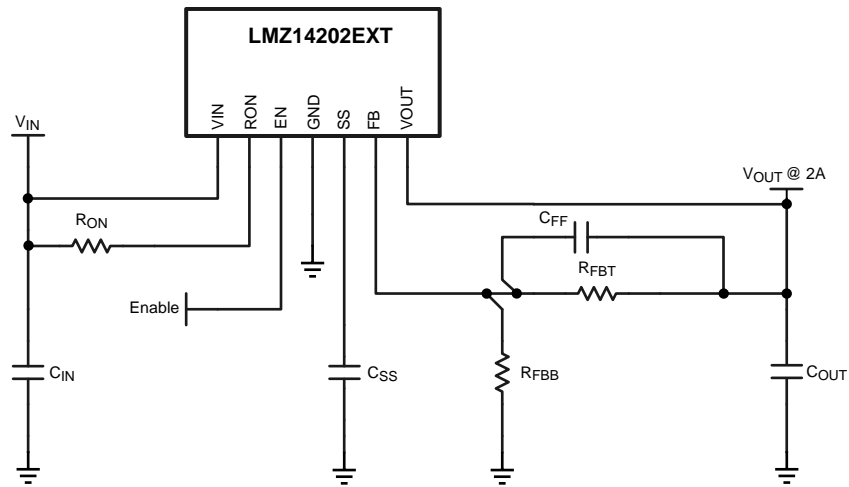 LMZ14202EXT
VIN
RON
EN
GND
SS
FB
VOUT
VIN
VOUT @ 2A
RON
CFF
RFBT
Enable
CIN
CSS
RFBB
COUT